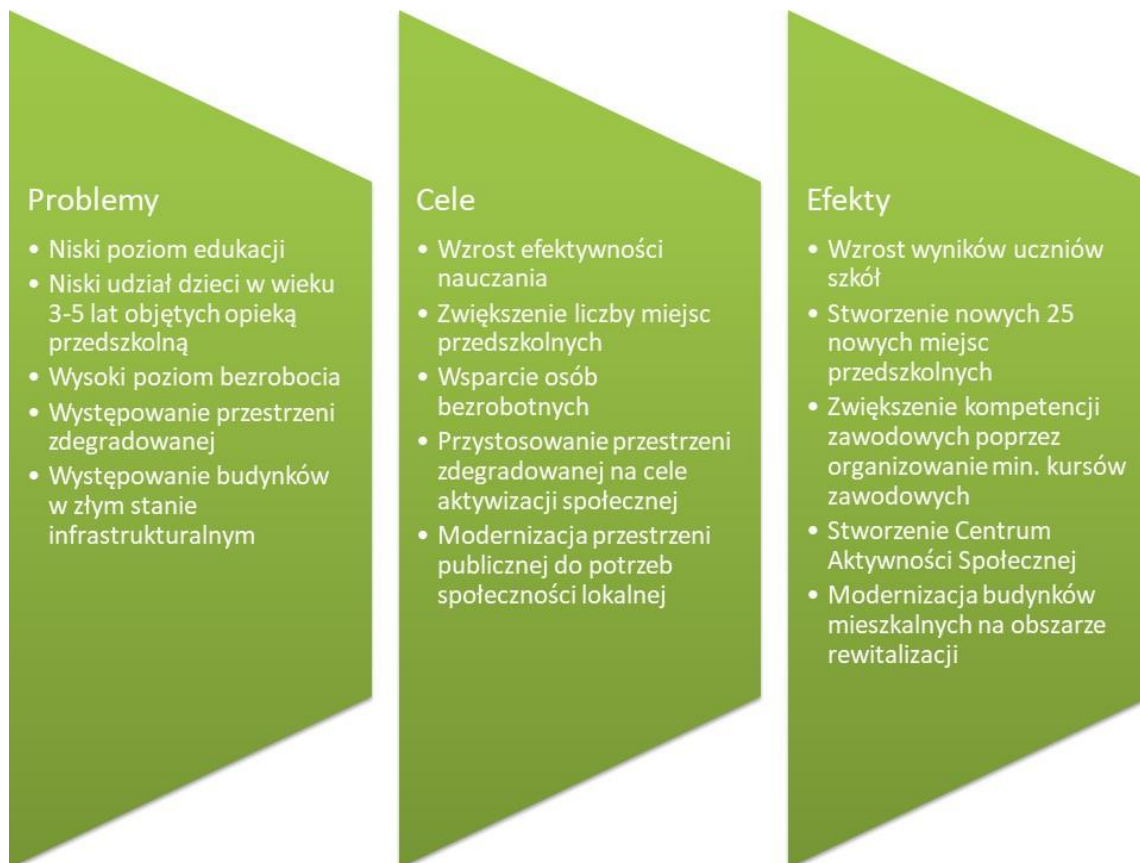 Problemy
• Niski poziom edukacji
• Niski udział dzieci w wieku
3-5 lat objętych opieką
przedszkolną
• Wysoki poziom bezrobocia
• Występowanie przestrzeni
zdegradowanej
• Występowanie budynków
w złym stanie
infrastrukturalnym
Cele
• Wzrost efektywności
nauczania
• Zwiększenie liczby miejsc
przedszkolnych
• Wsparcie osób
bezrobotnych
• Przystosowanie przestrzeni
zdegradowanej na cele
aktywizacji społecznej
• Modernizacja przestrzeni
publicznej do potrzeb
społeczności lokalnej
Efekty
• Wzrost wyników uczniów
szkół
• Stworzenie nowych 25
nowych miejsc
przedszkolnych
• Zwiększenie kompetencji
zawodowych poprzez
organizowanie min. kursów
zawodowych
• Stworzenie Centrum
Aktywności Społecznej
• Modernizacja budynków
mieszkalnych na obszarze
rewitalizacji